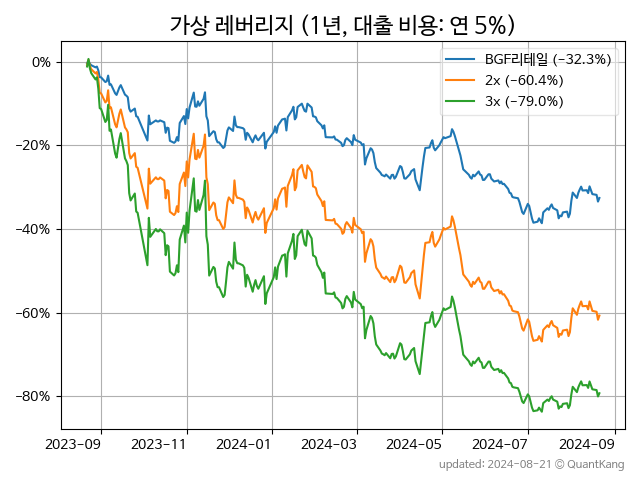 가상 레버리지 (1년, 대출 비용: 연 5%)
BGF리테일 (−32.3%)
2x (−60.4%)
3x (−79.0%)
0%
−20%
−40%
−60%
−80%
2023-09 2023-11 2024-01 2024-03 2024-05 2024-07 2024-09
updated: 2024-08-21 © QuantKang